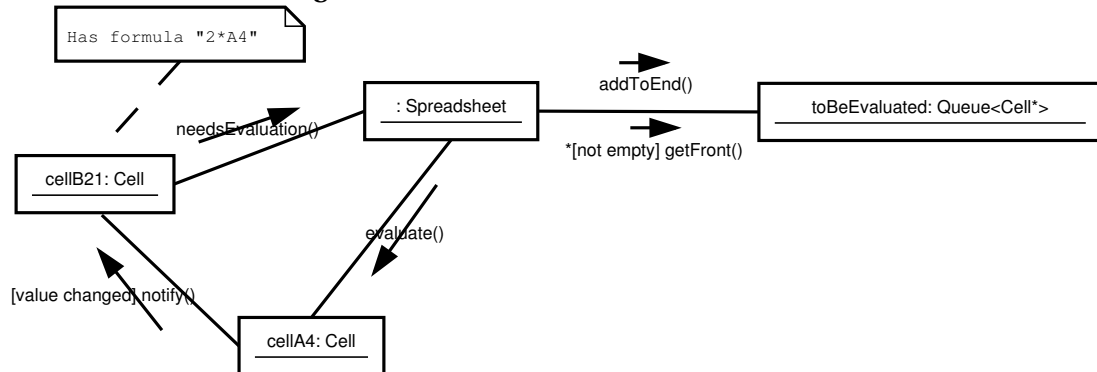 Has formula "2*A4"
addToEnd()
: Spreadsheet
toBeEvaluated: Queue<Cell*>
needsEvaluation()
*[not empty] getFront()
cellB21: Cell
evaluate()
[value changed] notify()
cellA4: Cell